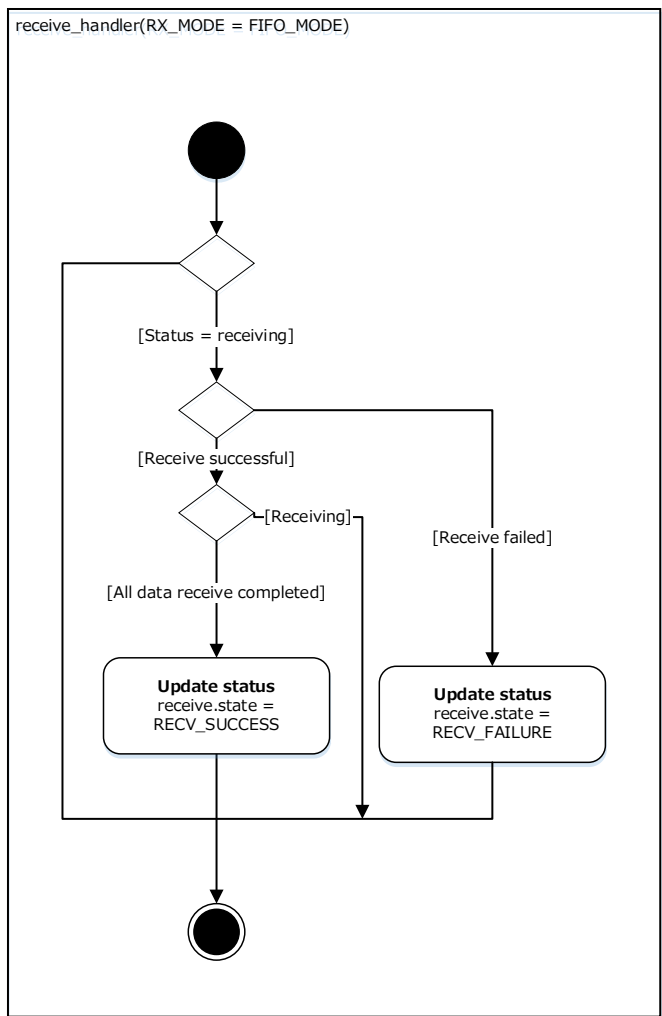 receive_handler(RX_MODE = FIFO_MODE)
[Status = receiving]
[Receive successful]
[Receiving]
[Receive failed]
[All data receive completed]
Update status
receive.state =
RECV_SUCCESS
Update status
receive.state =
RECV_FAILURE